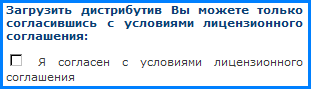 Загрузить дистрибутив Вы можете только
согласившись с условиями лицензионного
соглашения:
Я согласен с условиями лицензионного
соглашения